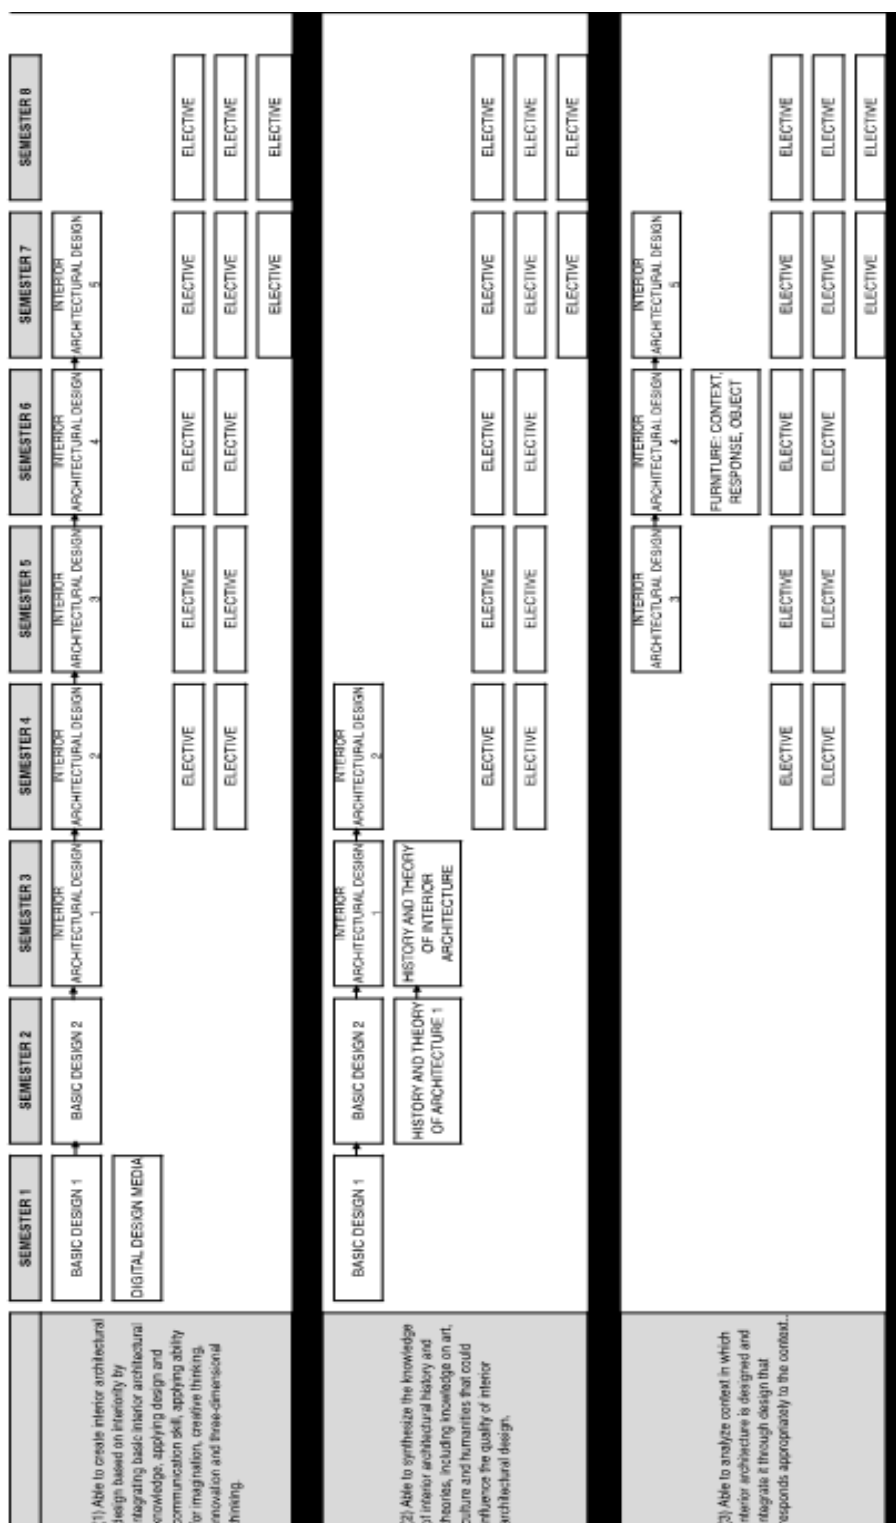 SEMESTER 1
SEMESTER 2
SEMESTER 3
SEMESTER 4
SEMESTER 5
SEMESTER 6
SEMESTER 7
SEMESTER 8
(1) Able to create interior architectural
design based on interiority by
integrating basic interior architectural
knowledge, applying design and
communication skill, applying ability
for imagination, creative thinking,
innovation and three-dimensional
thinking.
BASIC DESIGN 1
BASIC DESIGN 2
INTERIOR
ARCHITECTURAL DESIGN
1
INTERIOR
ARCHITECTURAL DESIGN
2
INTERIOR
ARCHITECTURAL DESIGN
3
INTERIOR
ARCHITECTURAL DESIGN
4
INTERIOR
ARCHITECTURAL DESIGN
5
DIGITAL DESIGN MEDIA
ELECTIVE
ELECTIVE
ELECTIVE
ELECTIVE
ELECTIVE
ELECTIVE
ELECTIVE
ELECTIVE
ELECTIVE
ELECTIVE
ELECTIVE
ELECTIVE
(2) Able to synthesize the knowledge
of interior architectural history and
theories, including knowledge on art,
culture and humanities that could
influence the quality of interior
architectural design.
BASIC DESIGN 1
BASIC DESIGN 2
INTERIOR
ARCHITECTURAL DESIGN
1
INTERIOR
ARCHITECTURAL DESIGN
2
HISTORY AND THEORY
OF ARCHITECTURE 1
HISTORY AND THEORY
OF INTERIOR
ARCHITECTURE
ELECTIVE
ELECTIVE
ELECTIVE
ELECTIVE
ELECTIVE
ELECTIVE
ELECTIVE
ELECTIVE
ELECTIVE
ELECTIVE
ELECTIVE
ELECTIVE
(3) Able to analyze context in which
interior architecture is designed and
integrate it through design that
responds appropriately to the context..
INTERIOR
ARCHITECTURAL DESIGN
3
INTERIOR
ARCHITECTURAL DESIGN
4
INTERIOR
ARCHITECTURAL DESIGN
5
FURNITURE: CONTEXT,
RESPONSE, OBJECT
ELECTIVE
ELECTIVE
ELECTIVE
ELECTIVE
ELECTIVE
ELECTIVE
ELECTIVE
ELECTIVE
ELECTIVE
ELECTIVE
ELECTIVE
ELECTIVE